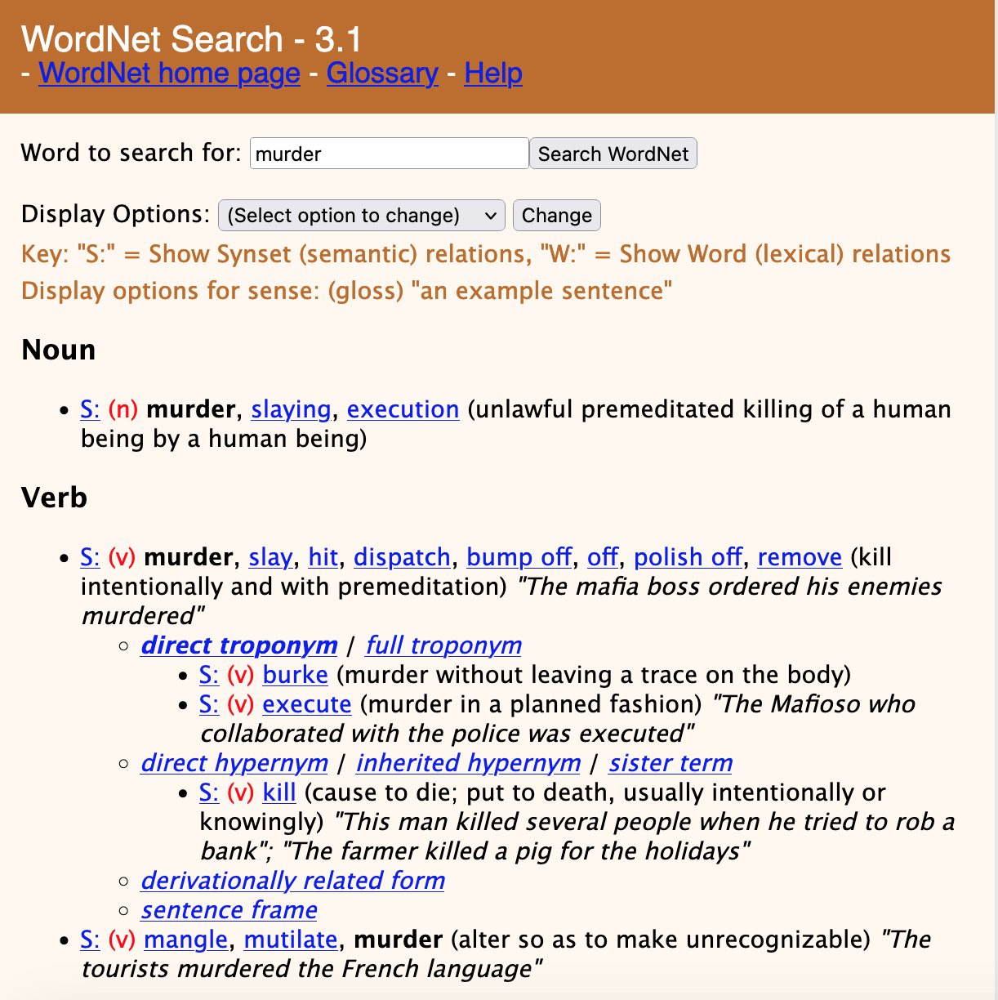 WordNet Search - 3.1
- WordNet home page - Glossary - Help
Word to search for: murder Search WordNet
Display Options: (Select option to change) Change
Key: "S:" = Show Synset (semantic) relations, "W:" = Show Word (lexical) relations
Display options for sense: (gloss) "an example sentence"
Noun
• S: (n) murder, slaying, execution (unlawful premeditated killing of a human
being by a human being)
Verb
• S: (v) murder, slay, hit, dispatch, bump off, off, polish off, remove (kill
intentionally and with premeditation) "The mafia boss ordered his enemies
murdered"
◦ direct troponym / full troponym
• S: (v) burke (murder without leaving a trace on the body)
• S: (v) execute (murder in a planned fashion) "The Mafioso who
collaborated with the police was executed"
◦ direct hypernym / inherited hypernym / sister term
• S: (v) kill (cause to die; put to death, usually intentionally or
knowingly) "This man killed several people when he tried to rob a
bank"; "The farmer killed a pig for the holidays"
◦ derivationally related form
◦ sentence frame
• S: (v) mangle, mutilate, murder (alter so as to make unrecognizable) "The
tourists murdered the French language"